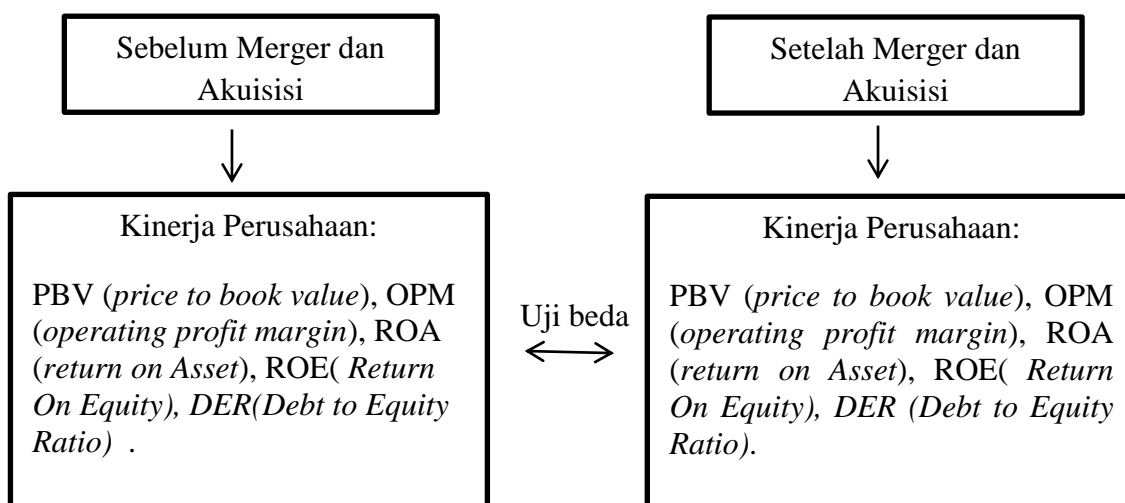 Sebelum Merger dan
Akuisisi
Setelah Merger dan
Akuisisi
Kinerja Perusahaan:
PBV (price to book value), OPM
(operating profit margin), ROA
(return on Asset), ROE( Return
On Equity), DER(Debt to Equity
Ratio) .
Uji beda
Kinerja Perusahaan:
PBV (price to book value), OPM
(operating profit margin), ROA
(return on Asset), ROE( Return
On Equity), DER (Debt to Equity
Ratio).